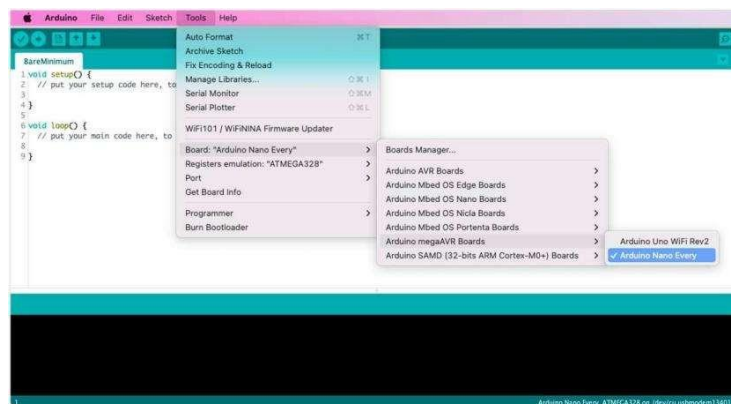 Arduino File Edit Sketch Tools Help
BareMinimum
1 void setup() {
2 // put your setup code here, to
3
4 }
5
6 void loop() {
7 // put your main code here, to
8
9 }
Auto Format ⌘T
Archive Sketch
Fix Encoding & Reload
Manage Libraries... ⇧⌘I
Serial Monitor ⇧⌘M
Serial Plotter ⇧⌘L
WiFi101 / WiFiNINA Firmware Updater
Board: "Arduino Nano Every"
Registers emulation: "ATMEGA328"
Port
Get Board Info
Programmer
Burn Bootloader
Boards Manager...
Arduino AVR Boards
Arduino Mbed OS Edge Boards
Arduino Mbed OS Nano Boards
Arduino Mbed OS Nicla Boards
Arduino Mbed OS Portenta Boards
Arduino megaAVR Boards
Arduino SAMD (32-bits ARM Cortex-M0+) Boards
Arduino Uno WiFi Rev2
✓ Arduino Nano Every
1 Arduino Nano Every, ATMEGA328 on /dev/cu.usbmodem13401